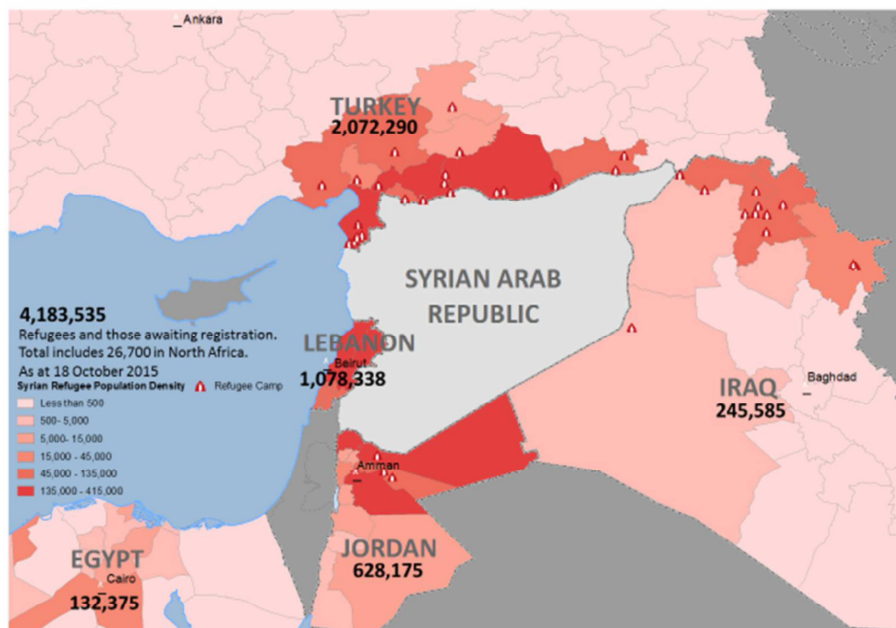 Ankara
TURKEY
2,072,290
SYRIAN ARAB
REPUBLIC
4,183,535
Refugees and those awaiting registration.
Total includes 26,700 in North Africa.
As at 18 October 2015
Syrian Refugee Population Density
Refugee Camp
Less than 500
500- 5,000
5,000- 15,000
15,000 - 45,000
45,000 - 135,000
135,000 - 415,000
LEBANON
Beirut
1,078,338
IRAQ
245,585
Baghdad
Amman
JORDAN
628,175
EGYPT
Cairo
132,375